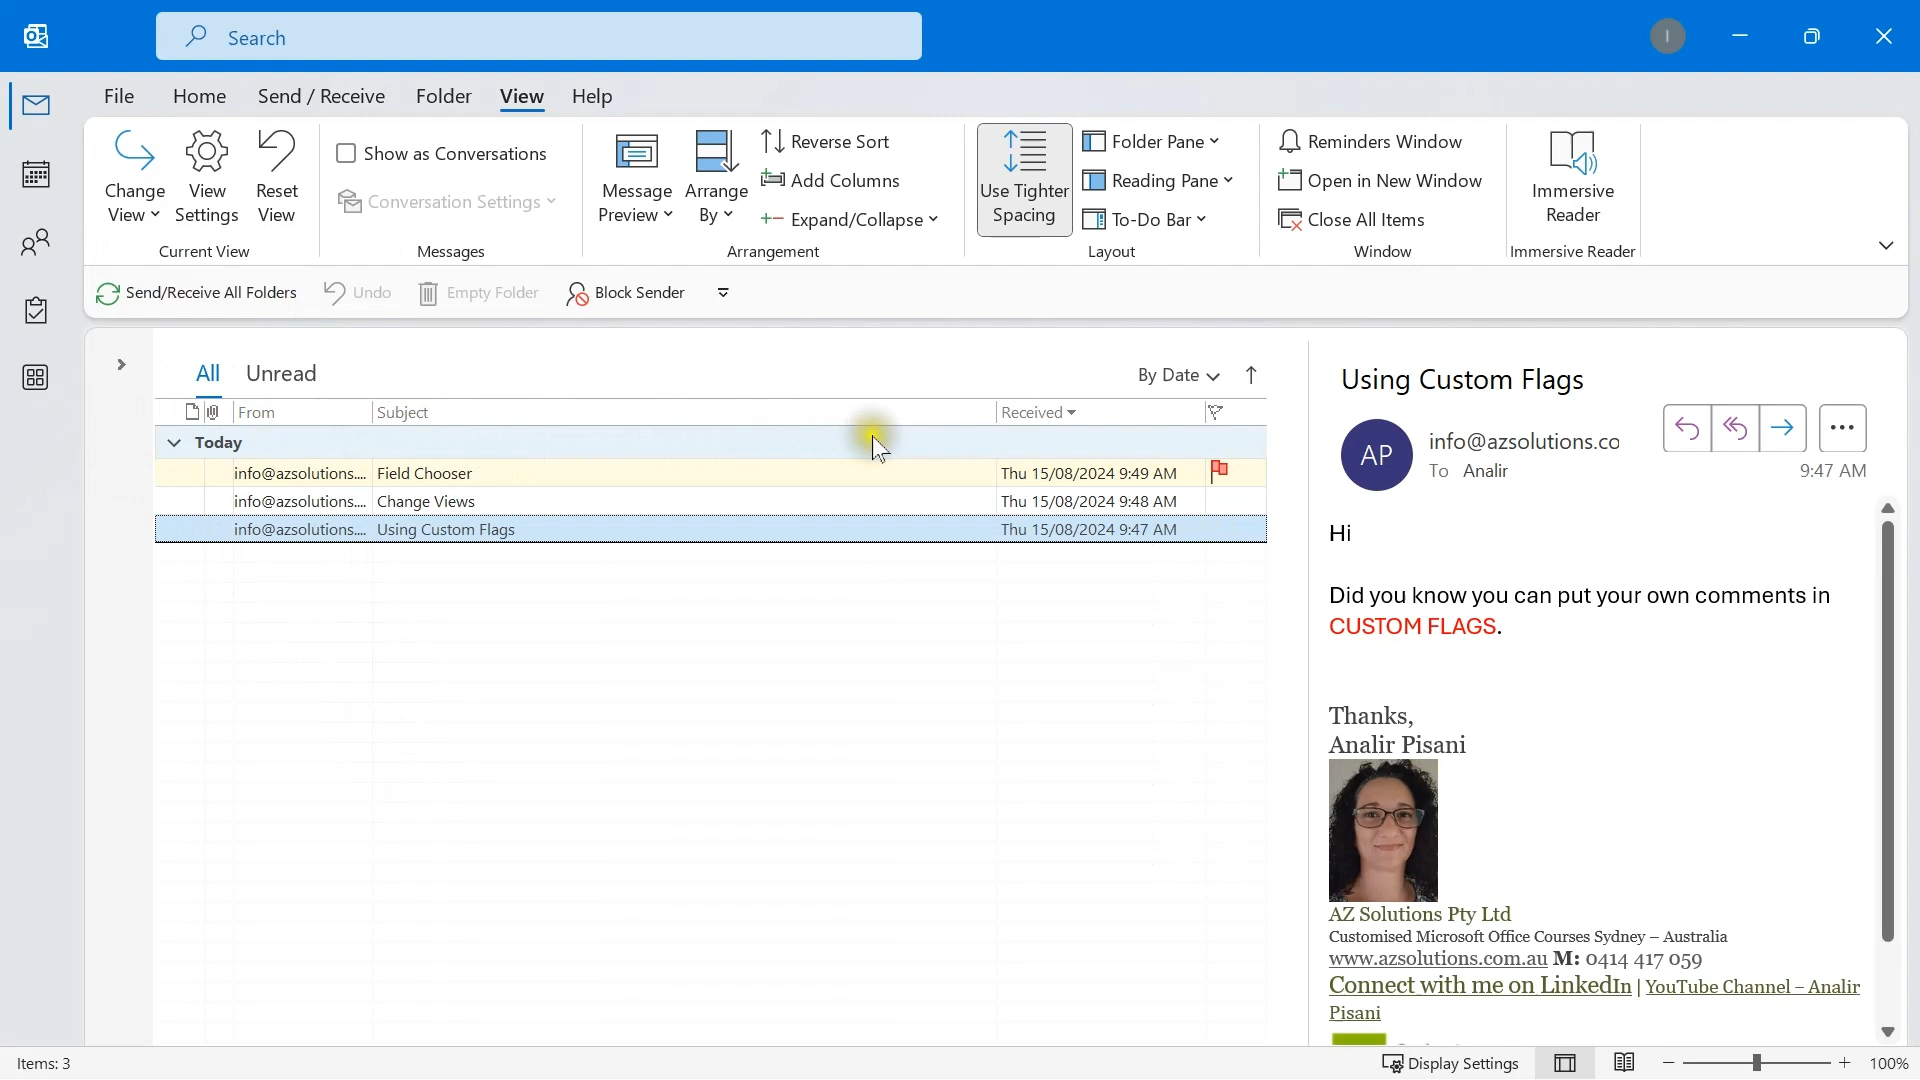 Search
I
File Home Send / Receive Folder View Help
Change View
View Settings
Reset View
Current View
Show as Conversations
Conversation Settings
Messages
Message Preview
Arrange By
Reverse Sort
Add Columns
Expand/Collapse
Arrangement
Use Tighter Spacing
Folder Pane
Reading Pane
To-Do Bar
Layout
Reminders Window
Open in New Window
Close All Items
Window
Immersive Reader
Immersive Reader
Send/Receive All Folders Undo Empty Folder Block Sender
All Unread By Date
From Subject Received
Today
info@azsolutions.... Field Chooser Thu 15/08/2024 9:49 AM
info@azsolutions.... Change Views Thu 15/08/2024 9:48 AM
info@azsolutions.... Using Custom Flags Thu 15/08/2024 9:47 AM
Using Custom Flags
AP
info@azsolutions.co
To Analir
9:47 AM
Hi
Did you know you can put your own comments in
CUSTOM FLAGS.
Thanks,
Analir Pisani
AZ Solutions Pty Ltd
Customised Microsoft Office Courses Sydney – Australia
www.azsolutions.com.au M: 0414 417 059
Connect with me on LinkedIn | YouTube Channel – Analir
Pisani
Items: 3 Display Settings 100%